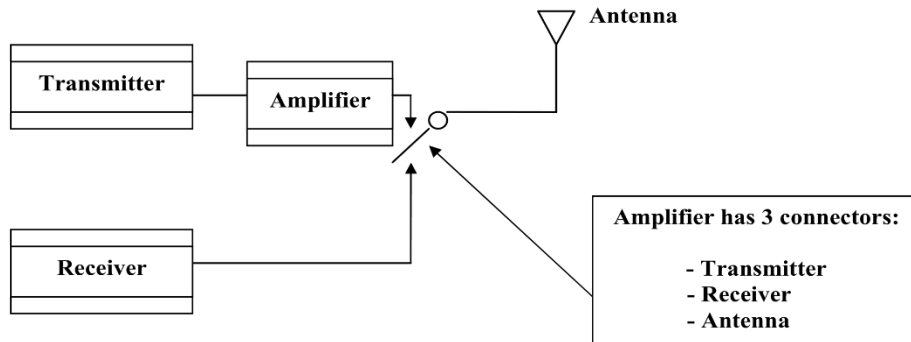 Antenna
Transmitter
Amplifier
Receiver
Amplifier has 3 connectors:
- Transmitter
- Receiver
- Antenna